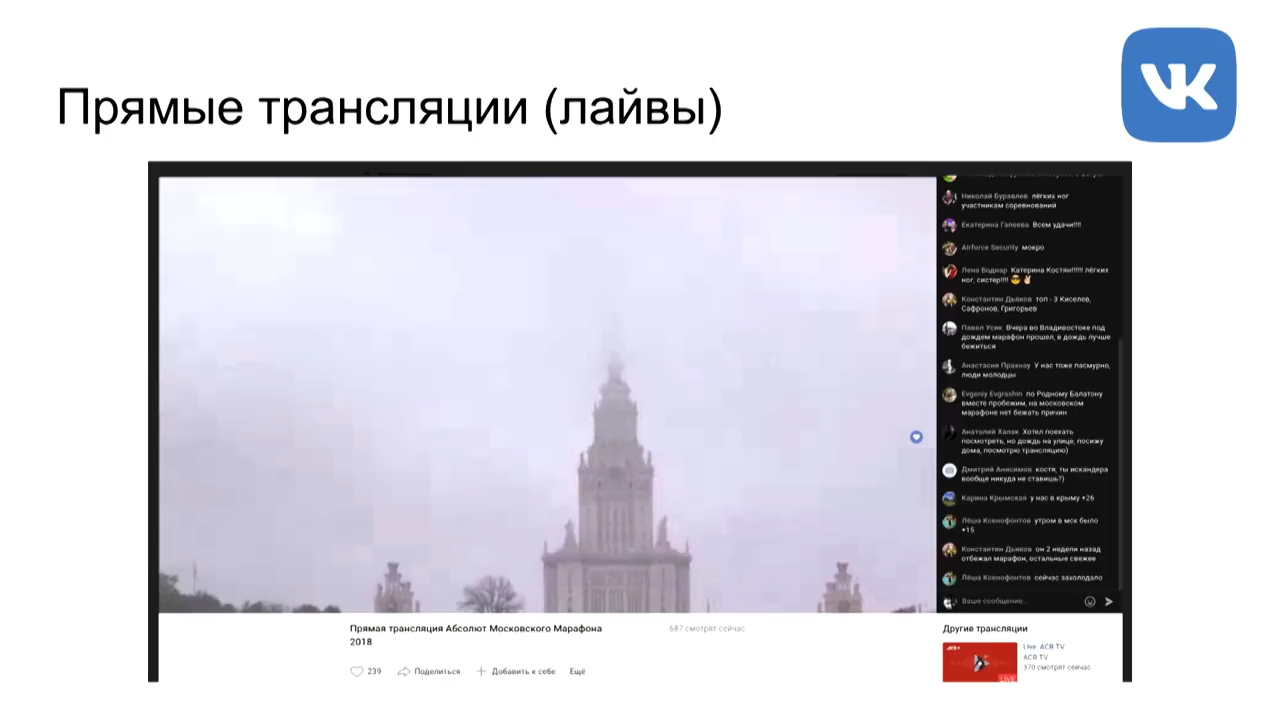 Прямые трансляции (лайвы)
VK
Николай Буравлев лёгких ног
участникам соревнований
Екатерина Гапеева Всем удачи!!!!
Airforce Security мокро
Лена Боднар Катерина Костян!!!!!! лёгких
ног, систер!!!! 😎 ✌
Константин Дьяков топ - 3 Киселев,
Сафронов, Григорьев
Павел Усик Вчера во Владивостоке под
дождем марафон прошел, в дождь лучше
бежиться
Анастасия У нас тоже пасмурно,
люди молодцы
Evgeniy Evgrashin по Родному Балатону
вместе пробежим, на московском
марафоне нет бежать причин
Анатолий Халак Хотел поехать
посмотреть, но дождь на улице, посижу
дома, посмотрю трансляцию)
Дмитрий Анисимов костя, ты искандера
вообще никуда не ставишь?)
Карина Крымская у нас в крыму +26
Лёша Ксенофонтов утром в мск было
+15
Константин Дьяков он 2 недели назад
отбежал марафон, остальные свежее
Лёша Ксенофонтов сейчас захолодало
Ваше сообщение...
Прямая трансляция Абсолют Московского Марафона
2018
687 смотрят сейчас
239 Поделиться Добавить к себе Ещё
Другие трансляции
Live: ACB TV
ACB TV
370 смотрят сейчас
LIVE